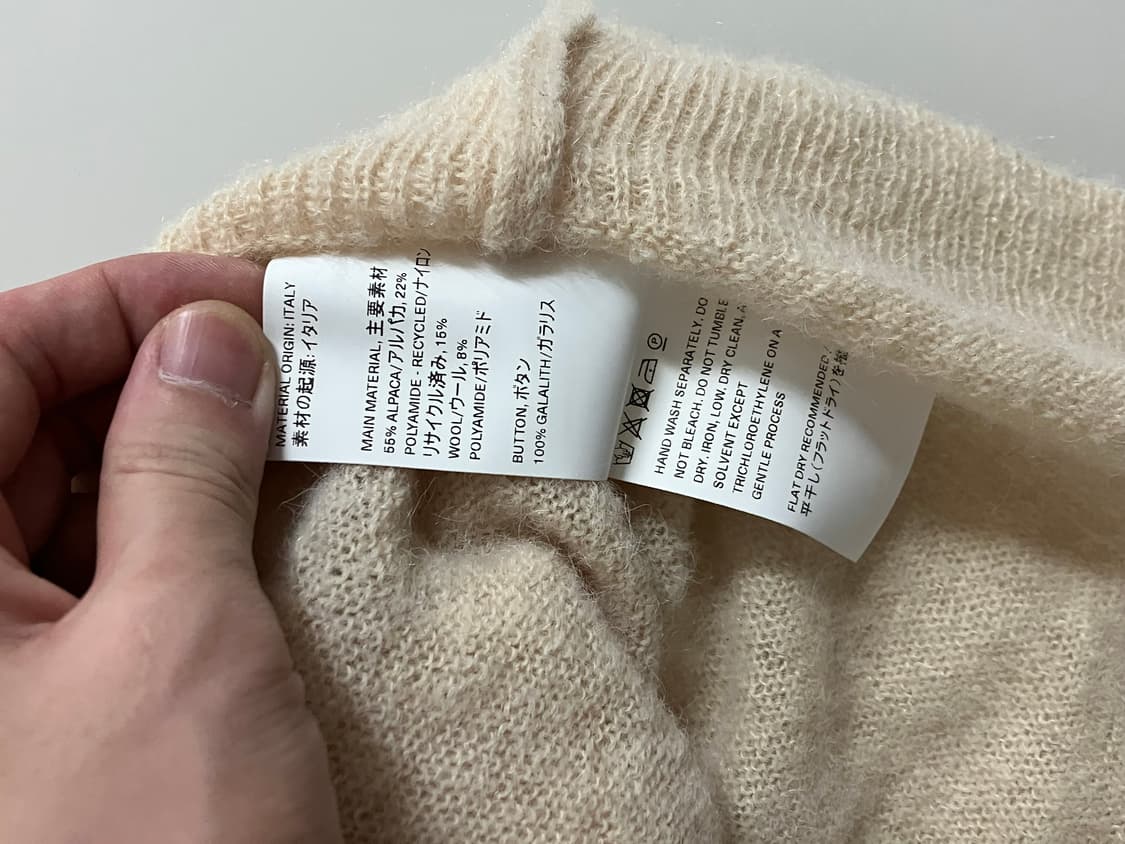 MATERIAL ORIGIN: ITALY
素材の起源: イタリア
MAIN MATERIAL, 主要素材
55% ALPACA/アルパカ, 22%
POLYAMIDE - RECYCLED/ナイロン
リサイクル済み, 15%
WOOL/ウール, 8%
POLYAMIDE/ポリアミド
BUTTON, ボタン
100% GALALITH/ガラリス
P
HAND WASH SEPARATELY. DO
NOT BLEACH. DO NOT TUMBLE
DRY. IRON, LOW. DRY CLEAN, A
SOLVENT EXCEPT
TRICHLOROETHYLENE ON A
GENTLE PROCESS
FLAT DRY RECOMMENDED
平干し(フラットドライ)を